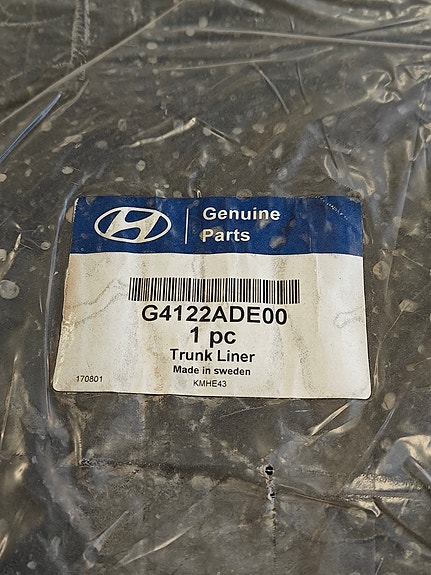 Genuine
Parts
G4122ADE00
1 pc
Trunk Liner
Made in sweden
170801
KMHE43